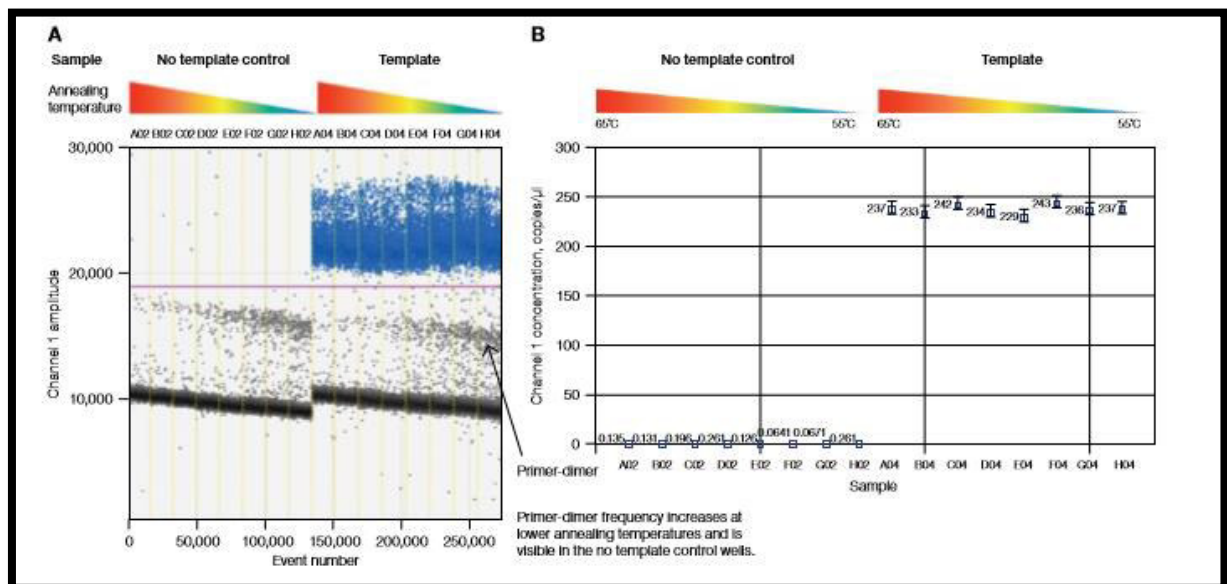 A
Sample
No template control
Template
Annealing
temperature
A02 B02 C02 D02 E02 F02 G02 H02 A04 B04 C04 D04 E04 F04 G04 H04
30,000
20,000
10,000
0
Channel 1 amplitude
0 50,000 100,000 150,000 200,000 250,000
Event number
Primer-dimer
B
No template control
Template
65°C 55°C 65°C 55°C
300
250
200
150
100
50
0
Channel 1 concentration, copies/µl
237 233 242 234 229 243 236 237
0.135 0.131 0.196 0.261 0.126 0.0641 0.0671 0.261
A02 B02 C02 D02 E02 F02 G02 H02 A04 B04 C04 D04 E04 F04 G04 H04
Sample
Primer-dimer frequency increases at
lower annealing temperatures and is
visible in the no template control wells.